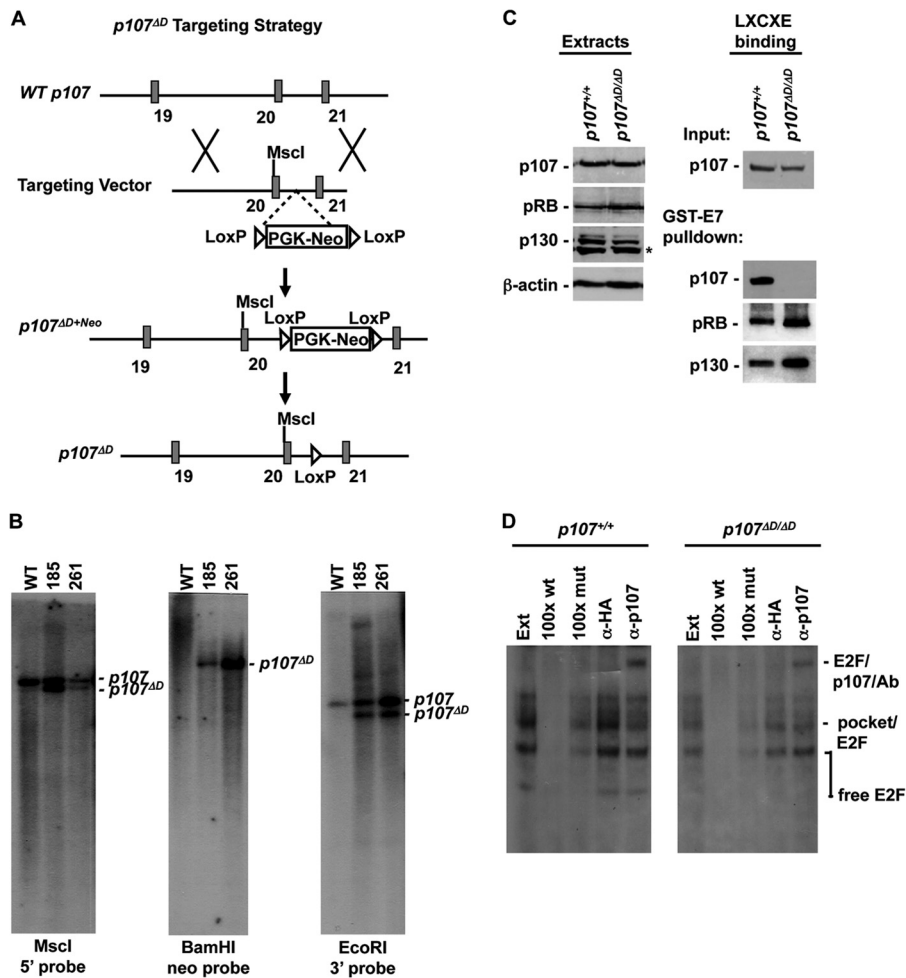 A
p107ΔD Targeting Strategy
WT p107
19
20
21
MscI
Targeting Vector
20
21
LoxP
PGK-Neo
LoxP
MscI
p107ΔD+Neo
LoxP
LoxP
PGK-Neo
19
20
21
MscI
p107ΔD
19
20
LoxP
21
B
WT
185
261
p107
p107ΔD
MscI
5’ probe
WT
185
261
p107ΔD
BamHI
neo probe
WT
185
261
p107
p107ΔD
EcoRI
3’ probe
C
Extracts
p107+/+
p107ΔD/ΔD
p107 -
pRB -
p130 -
*
β-actin -
LXCXE
binding
p107+/+
p107ΔD/ΔD
Input:
p107 -
GST-E7
pulldown:
p107 -
pRB -
p130 -
D
p107+/+
Ext
100x wt
100x mut
α-HA
α-p107
p107ΔD/ΔD
Ext
100x wt
100x mut
α-HA
α-p107
- E2F/
p107/Ab
- pocket/
E2F
free E2F